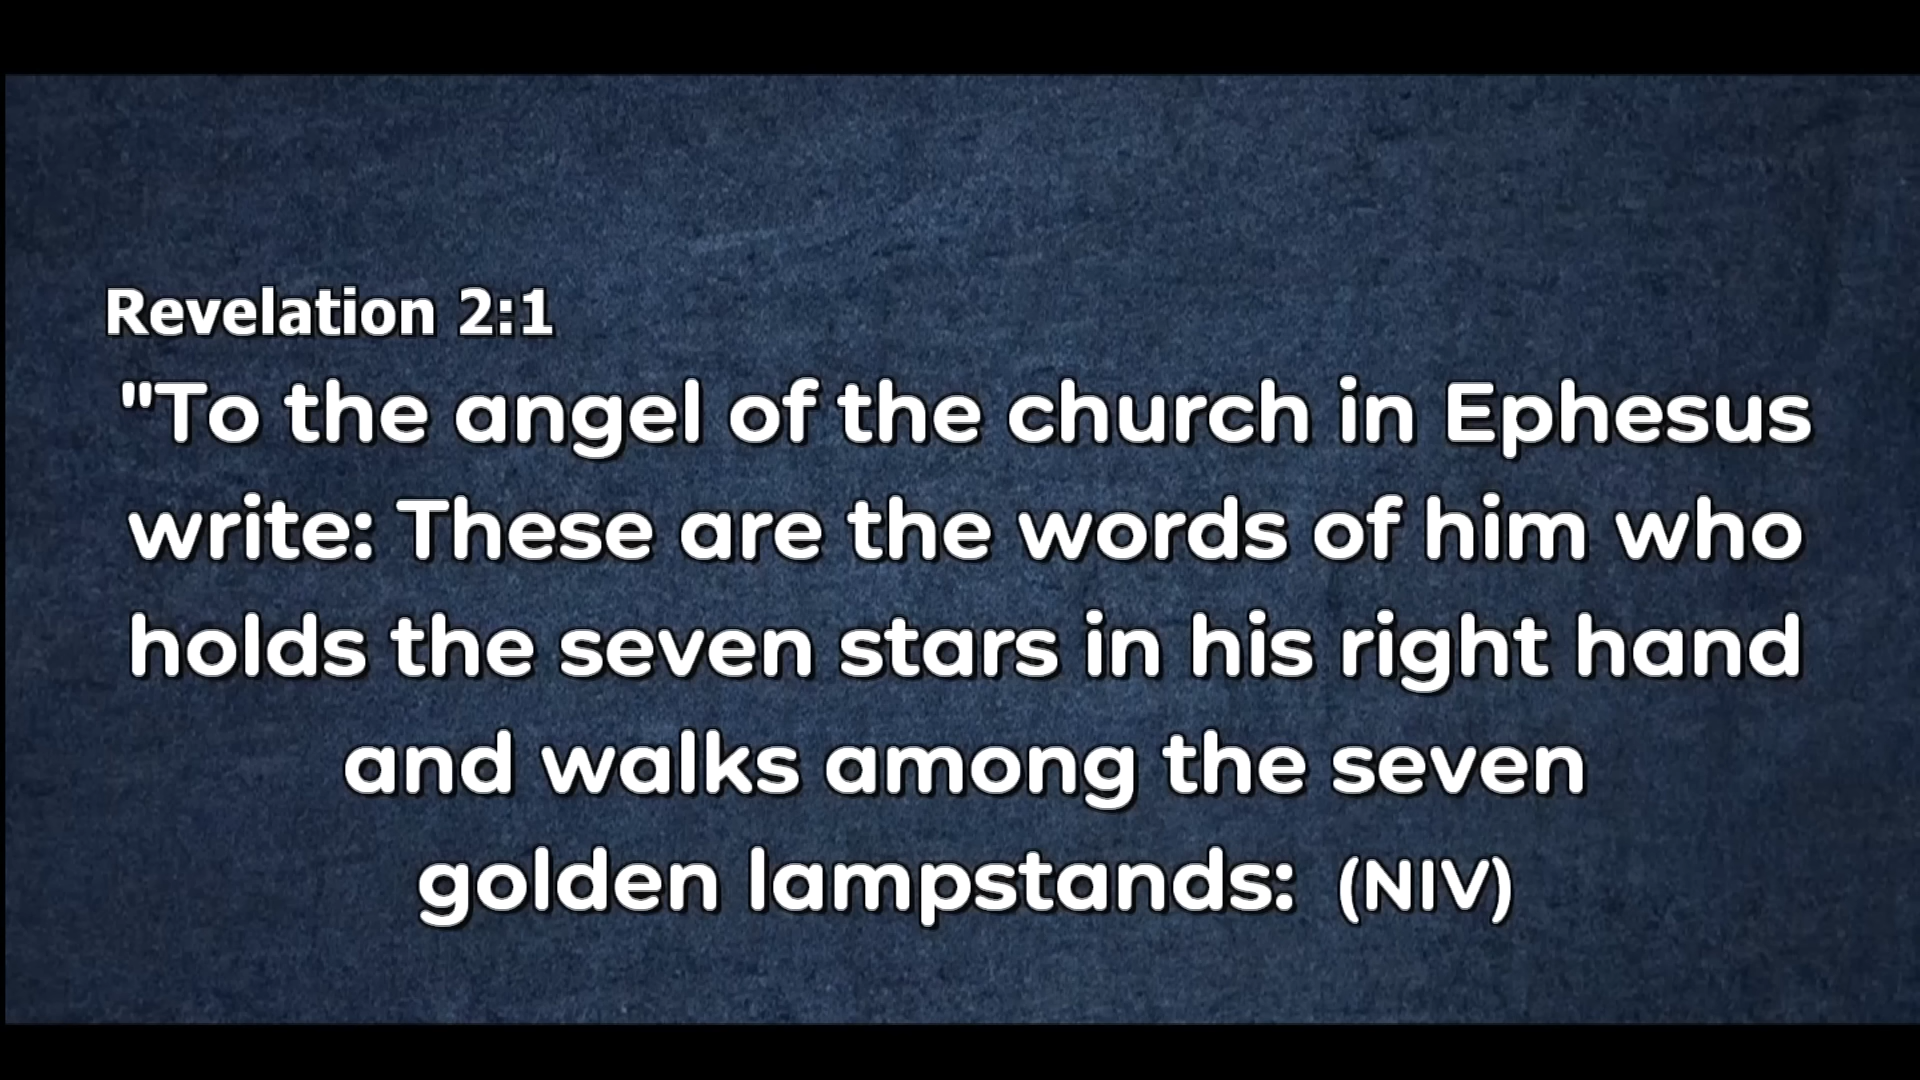 Revelation 2:1
"To the angel of the church in Ephesus
write: These are the words of him who
holds the seven stars in his right hand
and walks among the seven
golden lampstands: (NIV)